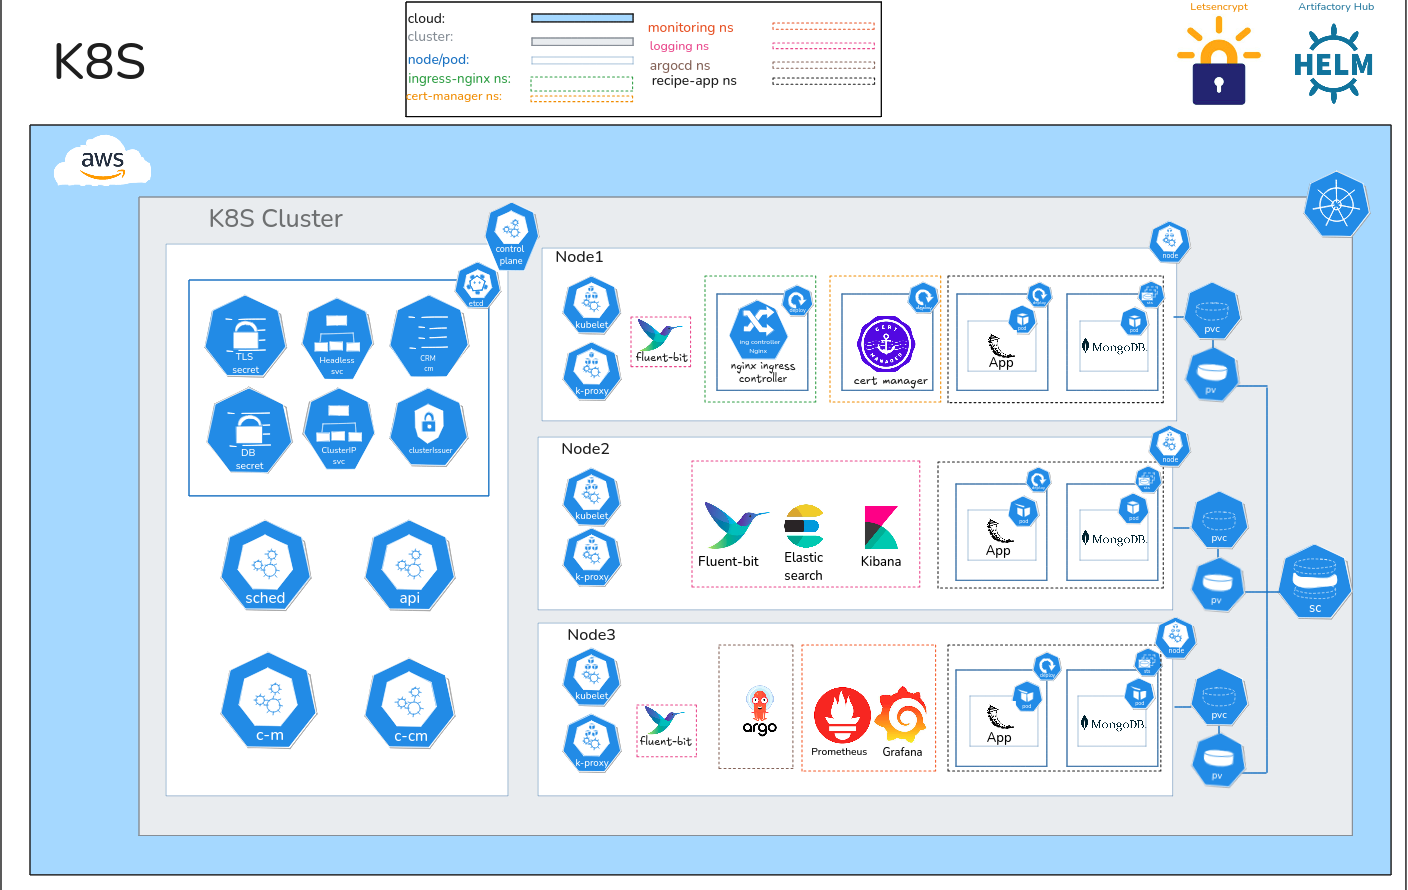 K8S
cloud:
cluster:
node/pod:
ingress-nginx ns:
cert-manager ns:
monitoring ns
logging ns
argocd ns
recipe-app ns
Letsencrypt
Artifactory Hub
HELM
aws
K8S Cluster
control
plane
etcd
TLS
secret
Headless
svc
CRM
cm
DB
secret
ClusterIP
svc
clusterIssuer
sched
api
c-m
c-cm
Node1
node
kubelet
k-proxy
fluent-bit
deploy
ing controller
Nginx
nginx ingress
controller
deploy
CERT
MANAGER
cert manager
deploy
pod
App
sts
pod
MongoDB.
pvc
pv
Node2
node
kubelet
k-proxy
Fluent-bit
Elastic
search
Kibana
deploy
pod
App
sts
pod
MongoDB.
pvc
pv
sc
Node3
node
kubelet
k-proxy
fluent-bit
argo
Prometheus
Grafana
deploy
pod
App
sts
pod
MongoDB.
pvc
pv